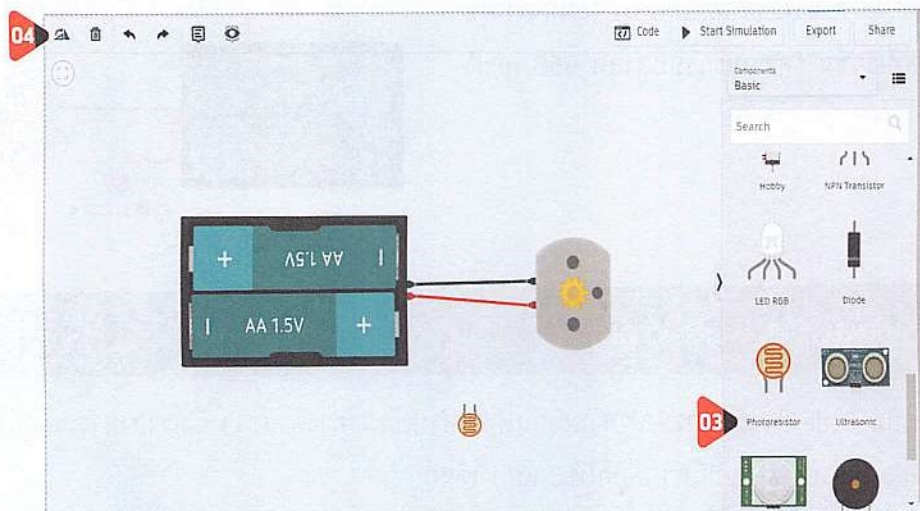 04
Code
Start Simulation
Export
Share
Components
Basic
Search
Hobby
NPN Transistor
LED RGB
Diode
+
AA 1.5V
AA 1.5V
+
03
Photoresistor
Ultrasonic